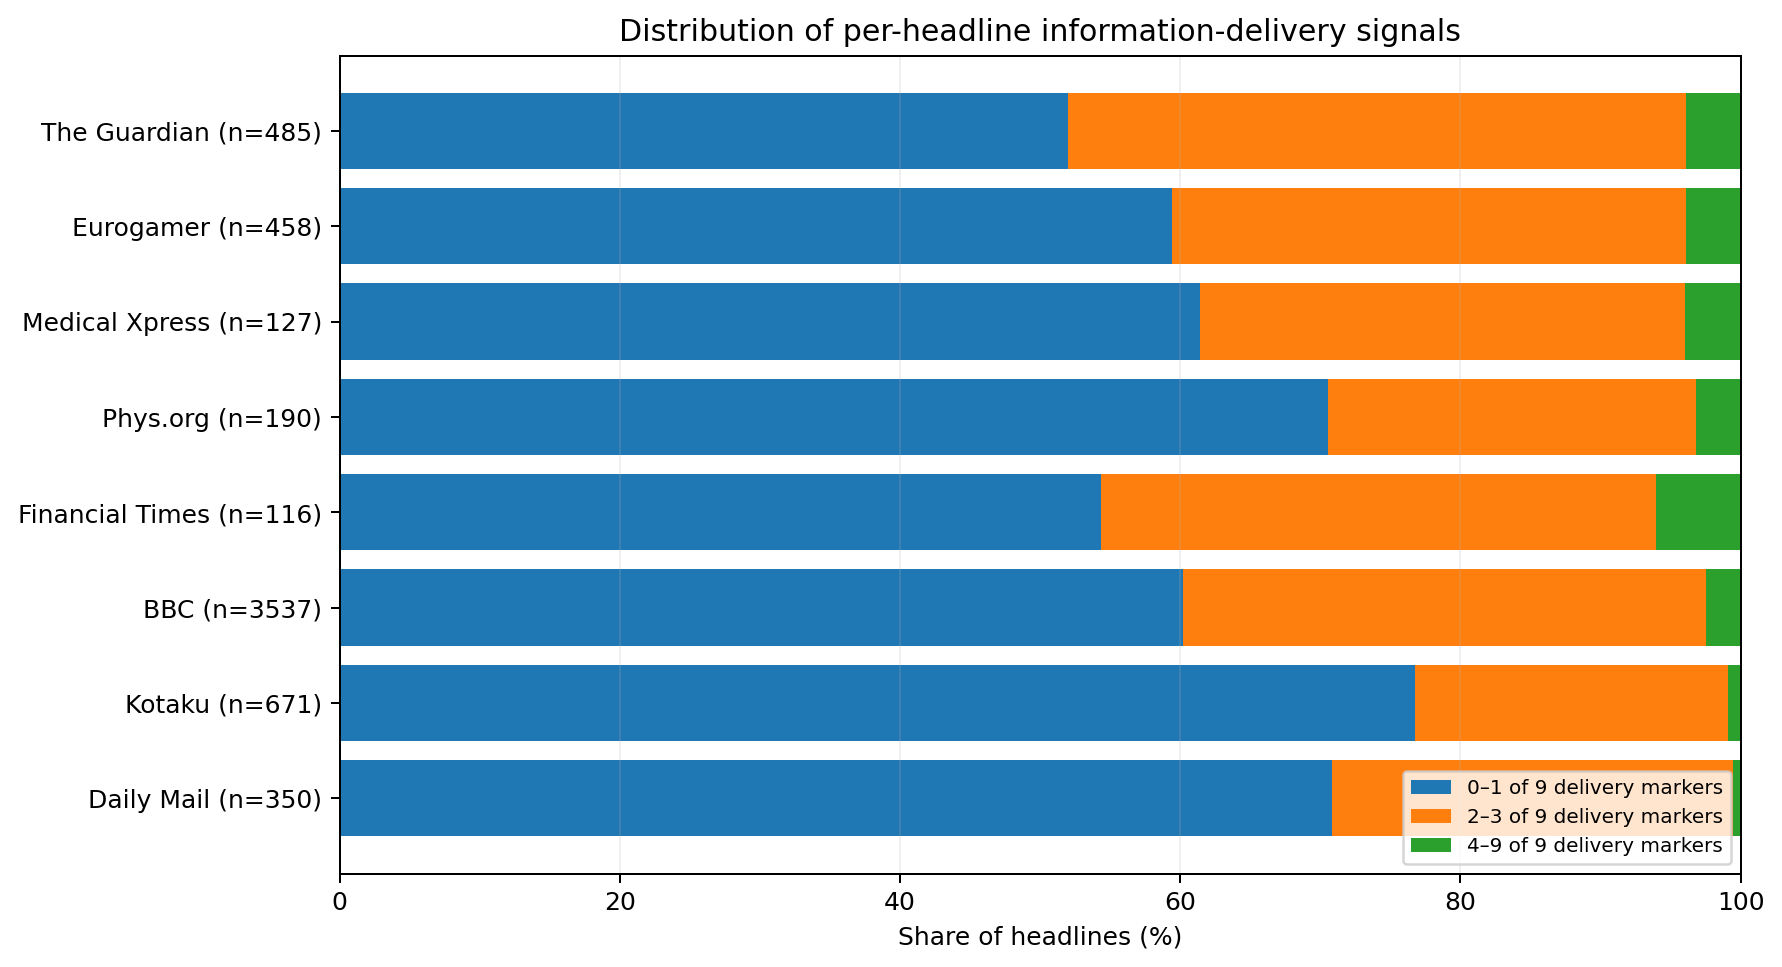 Distribution of per-headline information-delivery signals
The Guardian (n=485)
Eurogamer (n=458)
Medical Xpress (n=127)
Phys.org (n=190)
Financial Times (n=116)
BBC (n=3537)
Kotaku (n=671)
Daily Mail (n=350)
0–1 of 9 delivery markers
2–3 of 9 delivery markers
4–9 of 9 delivery markers
0 20 40 60 80 100
Share of headlines (%)